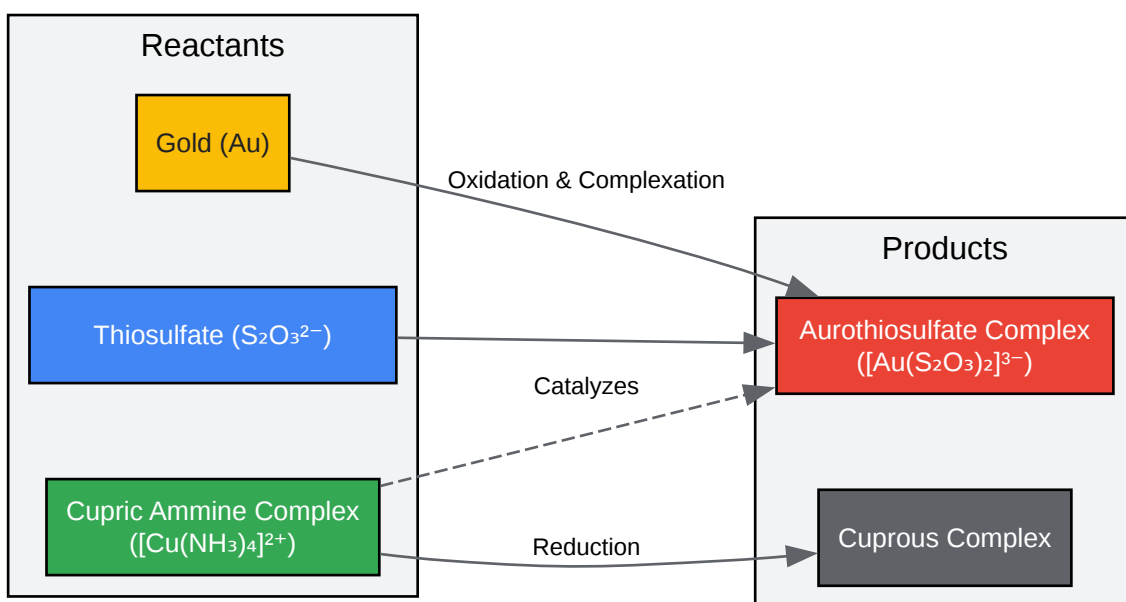 Reactants
Gold (Au)
Oxidation & Complexation
Products
Thiosulfate (S₂O₃²⁻)
Aurothiosulfate Complex
([Au(S₂O₃)₂]³⁻)
Catalyzes
Cupric Ammine Complex
([Cu(NH₃)₄]²⁺)
Reduction
Cuprous Complex